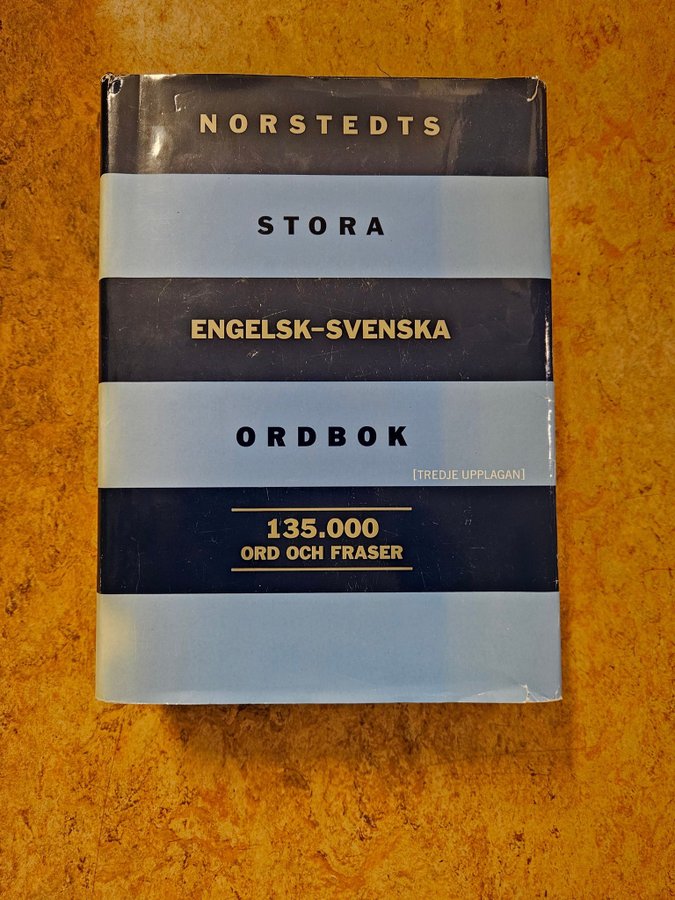 NORSTEDTS
STORA
ENGELSK–SVENSKA
ORDBOK
[TREDJE UPPLAGAN]
135.000
ORD OCH FRASER